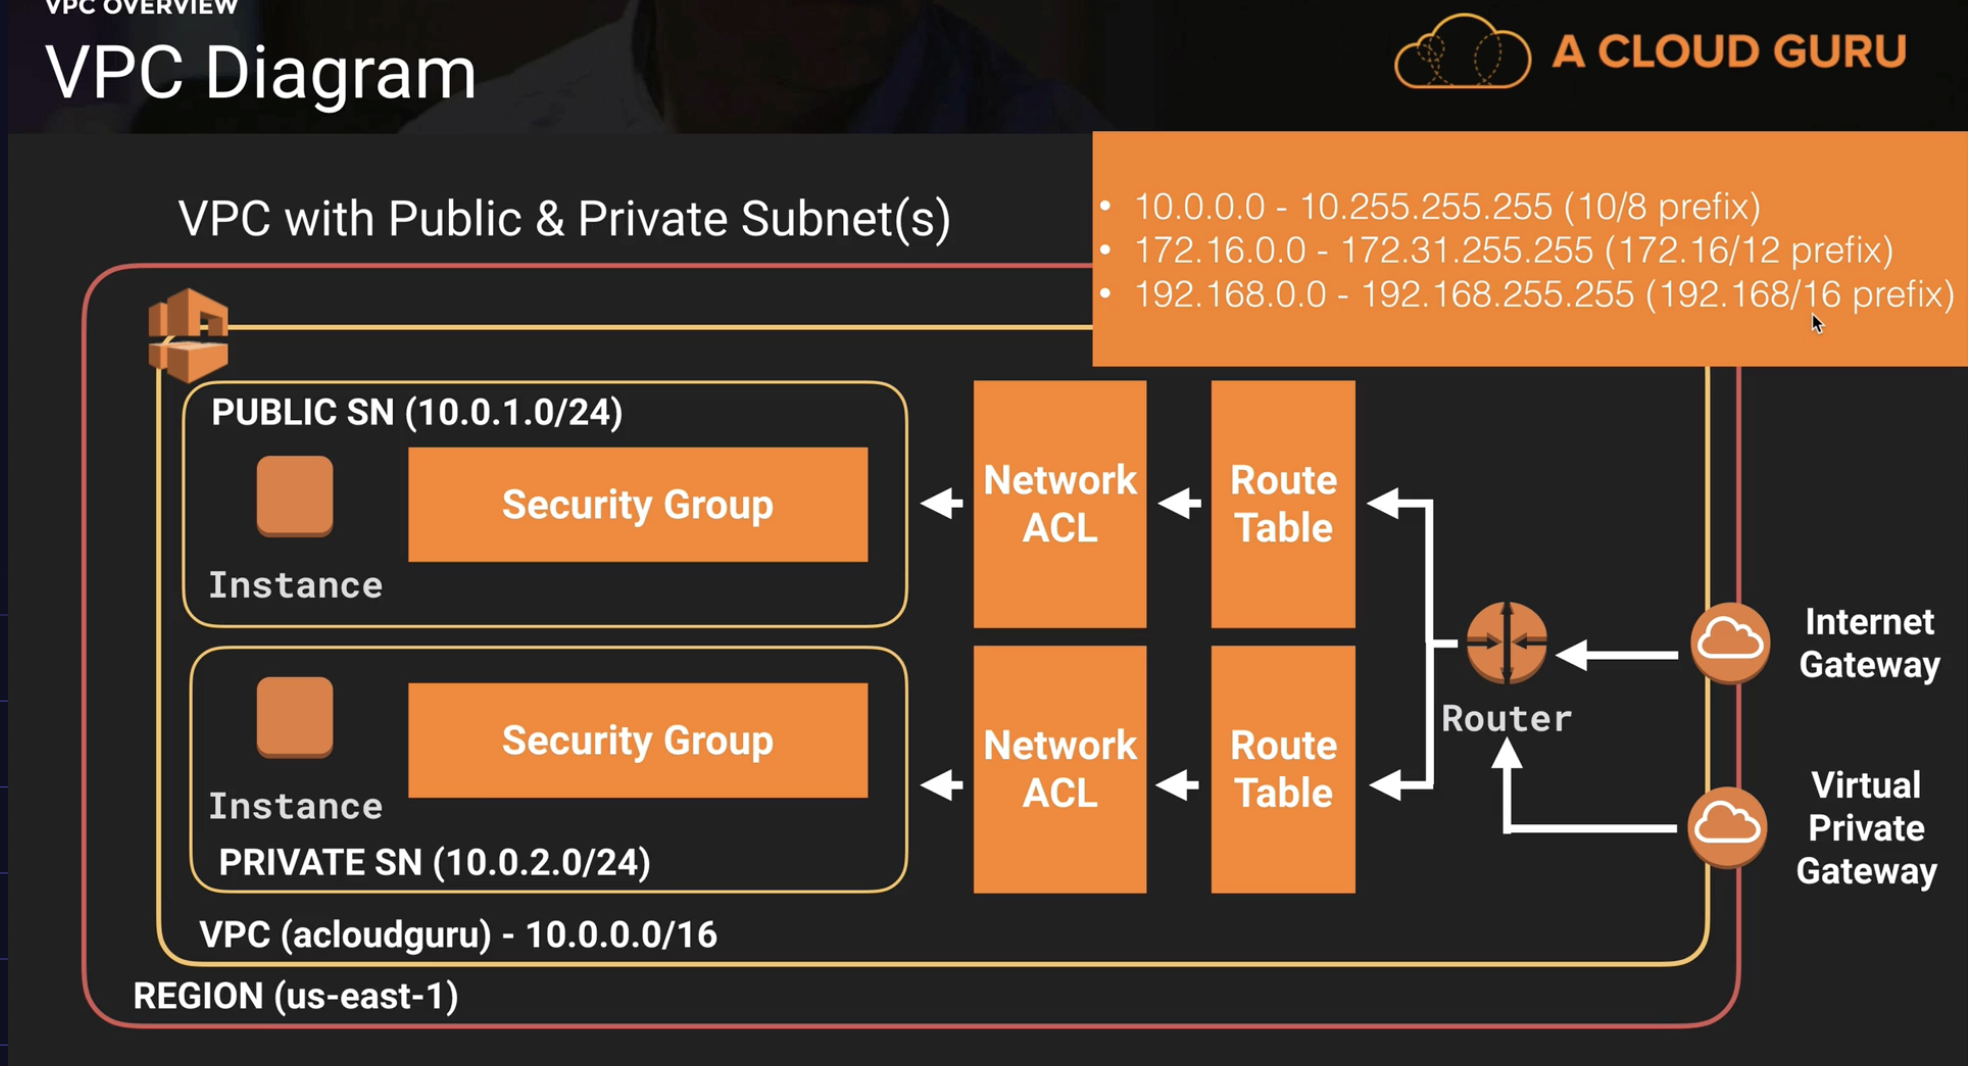 VPC OVERVIEW
VPC Diagram
A CLOUD GURU
VPC with Public & Private Subnet(s)
• 10.0.0.0 - 10.255.255.255 (10/8 prefix)
• 172.16.0.0 - 172.31.255.255 (172.16/12 prefix)
• 192.168.0.0 - 192.168.255.255 (192.168/16 prefix)
PUBLIC SN (10.0.1.0/24)
Security Group
Instance
Network
ACL
Route
Table
Security Group
Instance
PRIVATE SN (10.0.2.0/24)
Network
ACL
Route
Table
Router
Internet
Gateway
Virtual
Private
Gateway
VPC (acloudguru) - 10.0.0.0/16
REGION (us-east-1)